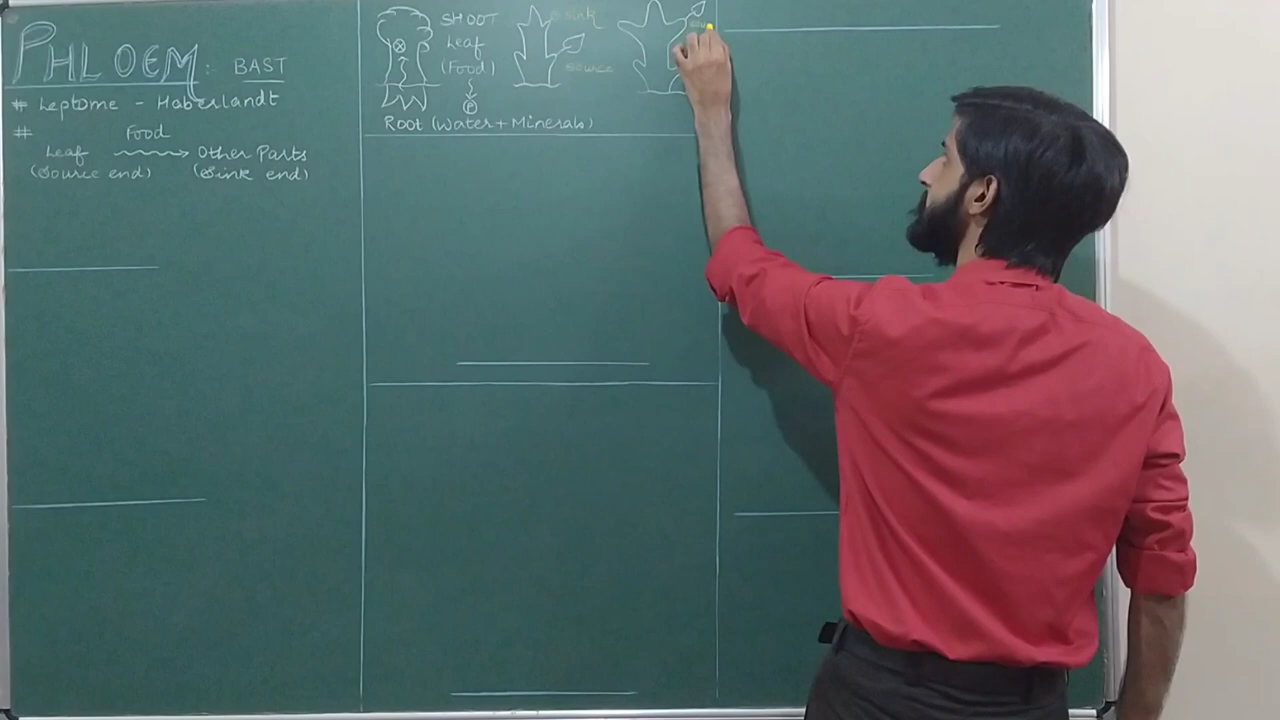 PHLOEM:- BAST
# Leptome - Haberlandt
#
Food
Leaf → Other Parts
(Source end) (Sink end)
SHOOT
Leaf
(Food)
Root (Water + Minerals)
sink
source